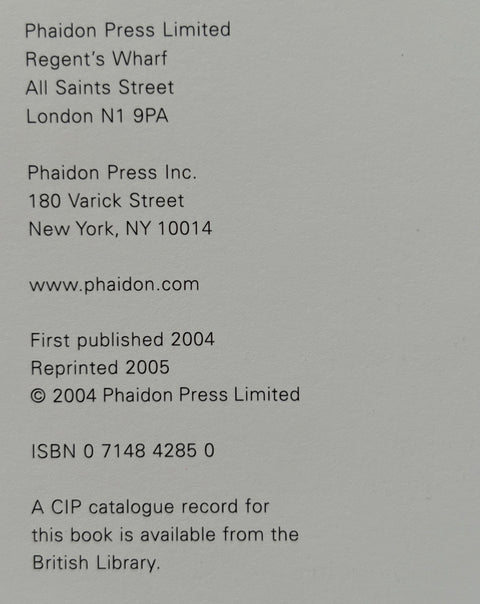 Phaidon Press Limited
Regent's Wharf
All Saints Street
London N1 9PA
Phaidon Press Inc.
180 Varick Street
New York, NY 10014
www.phaidon.com
First published 2004
Reprinted 2005
© 2004 Phaidon Press Limited
ISBN 0 7148 4285 0
A CIP catalogue record for
this book is available from the
British Library.